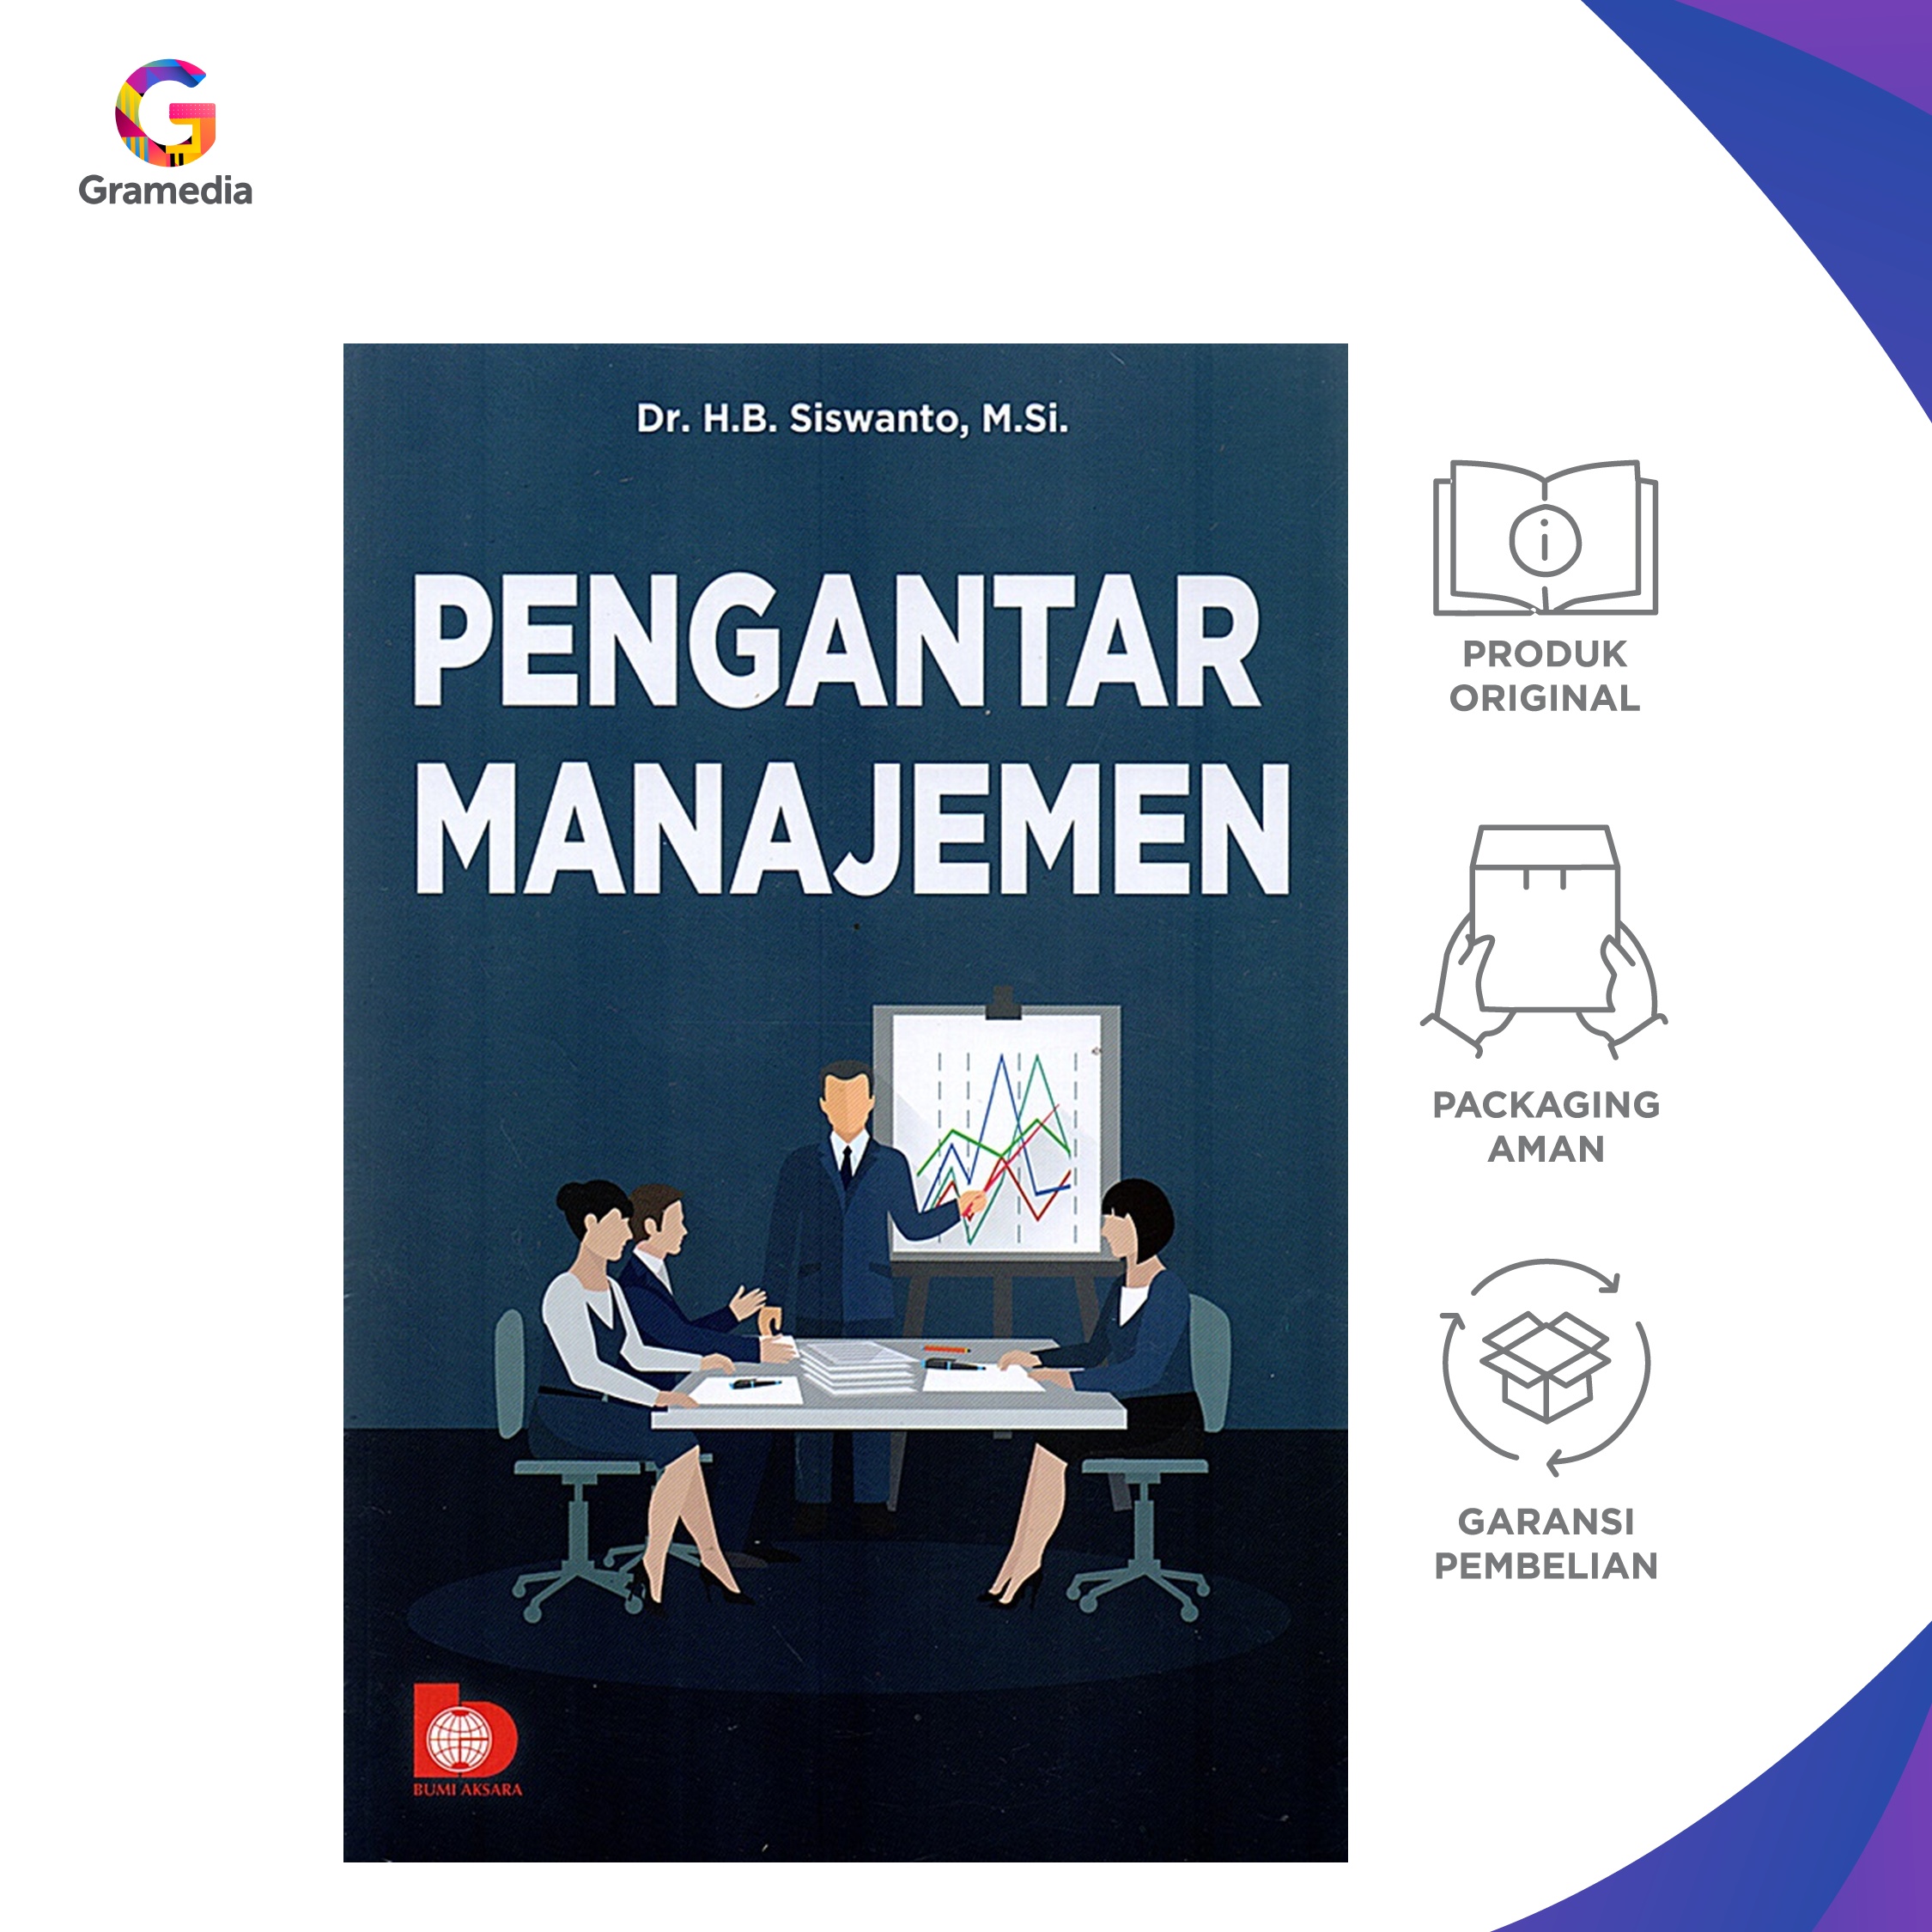 Gramedia
Dr. H.B. Siswanto, M.Si.
PENGANTAR
MANAJEMEN
BUMI AKSARA
PRODUK
ORIGINAL
PACKAGING
AMAN
GARANSI
PEMBELIAN